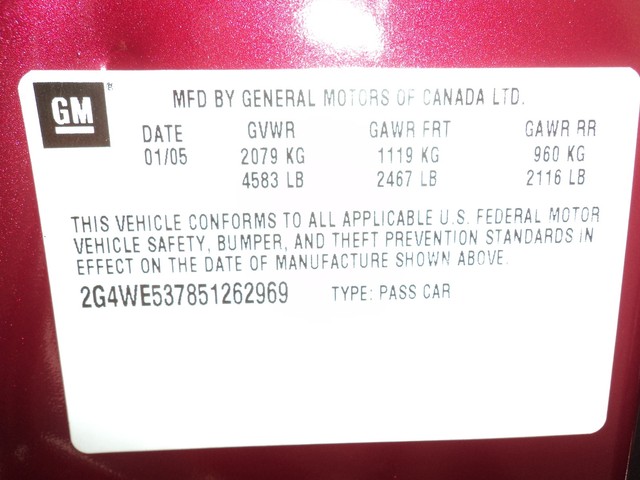 GM
MFD BY GENERAL MOTORS OF CANADA LTD.
DATE GVWR GAWR FRT GAWR RR
01/05 2079 KG 1119 KG 960 KG
4583 LB 2467 LB 2116 LB
THIS VEHICLE CONFORMS TO ALL APPLICABLE U.S. FEDERAL MOTOR
VEHICLE SAFETY, BUMPER, AND THEFT PREVENTION STANDARDS IN
EFFECT ON THE DATE OF MANUFACTURE SHOWN ABOVE.
2G4WE537851262969 TYPE: PASS CAR